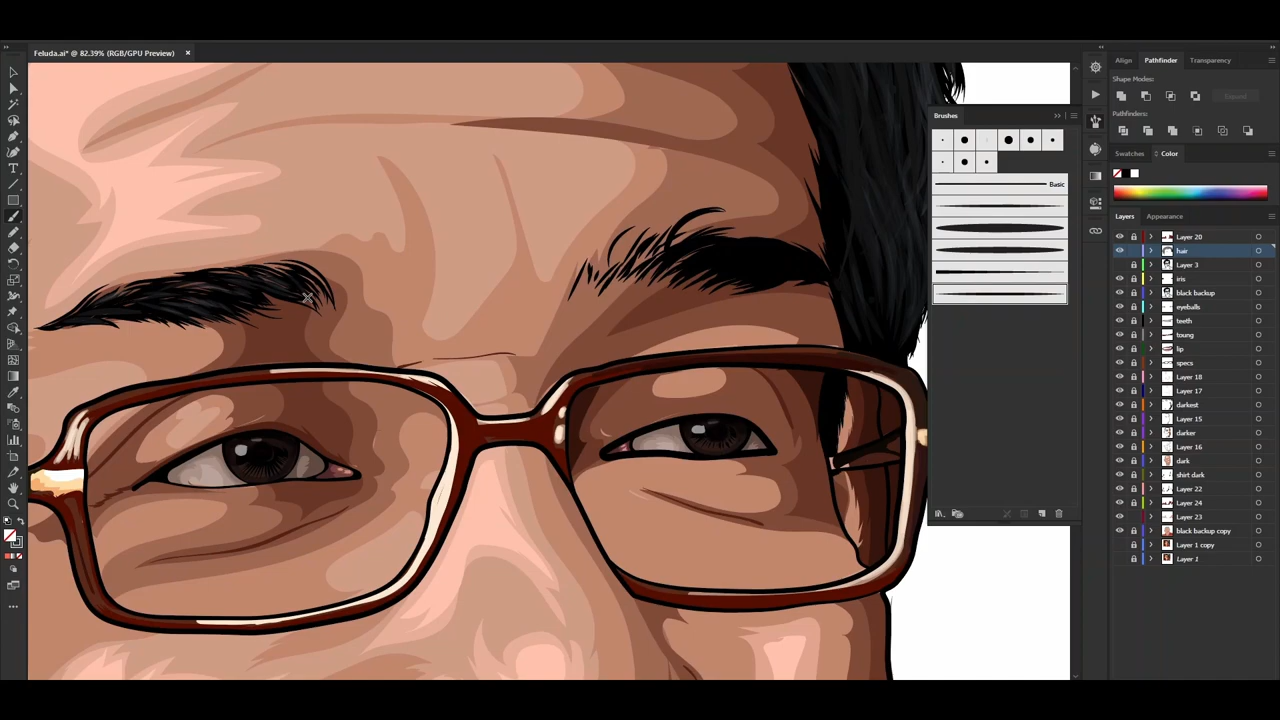 Feluda.ai* @ 82.39% (RGB/GPU Preview)
Align
Pathfinder
Transparency
Shape Modes:
Expand
Pathfinders:
Brushes
Basic
Swatches
Color
Layers
Appearance
Layer 20
hair
Layer 3
iris
black backup
eyeballs
teeth
toung
lip
specs
Layer 18
Layer 17
darkest
Layer 15
darker
Layer 16
dark
shirt dark
Layer 22
Layer 24
Layer 23
black backup copy
Layer 1 copy
Layer 1